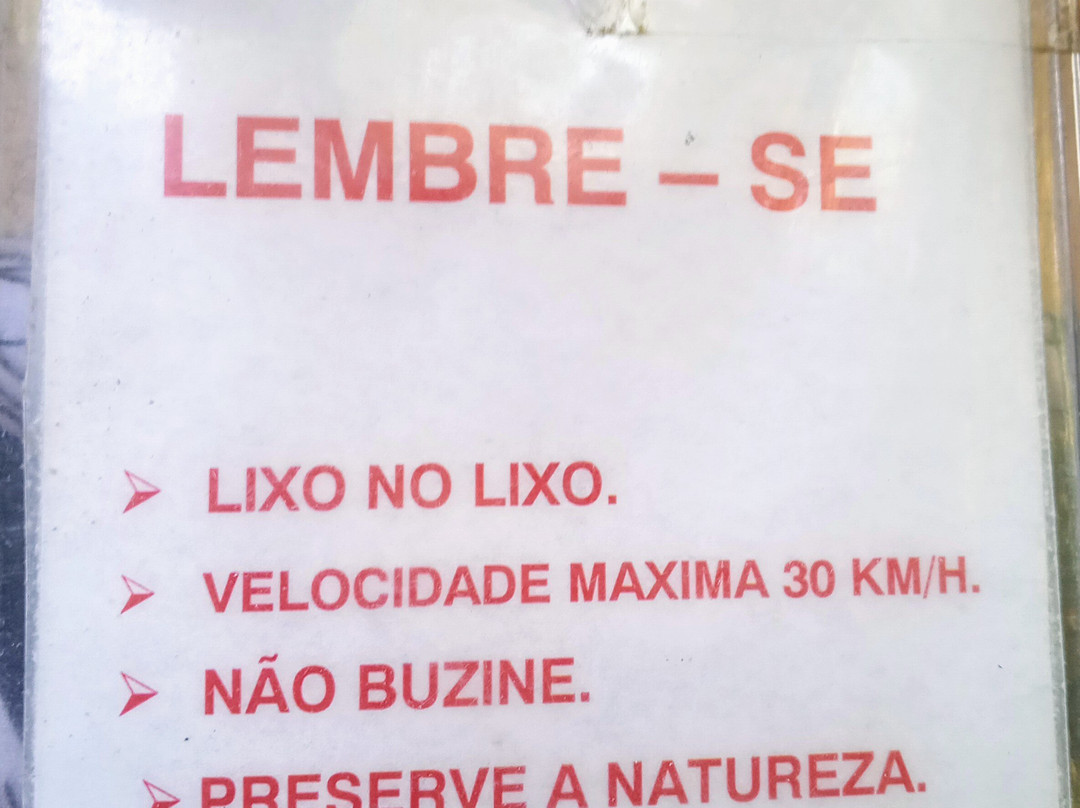 LEMBRE – SE
➢ LIXO NO LIXO.
➢ VELOCIDADE MAXIMA 30 KM/H.
➢ NÃO BUZINE.
➢ PRESERVE A NATUREZA.